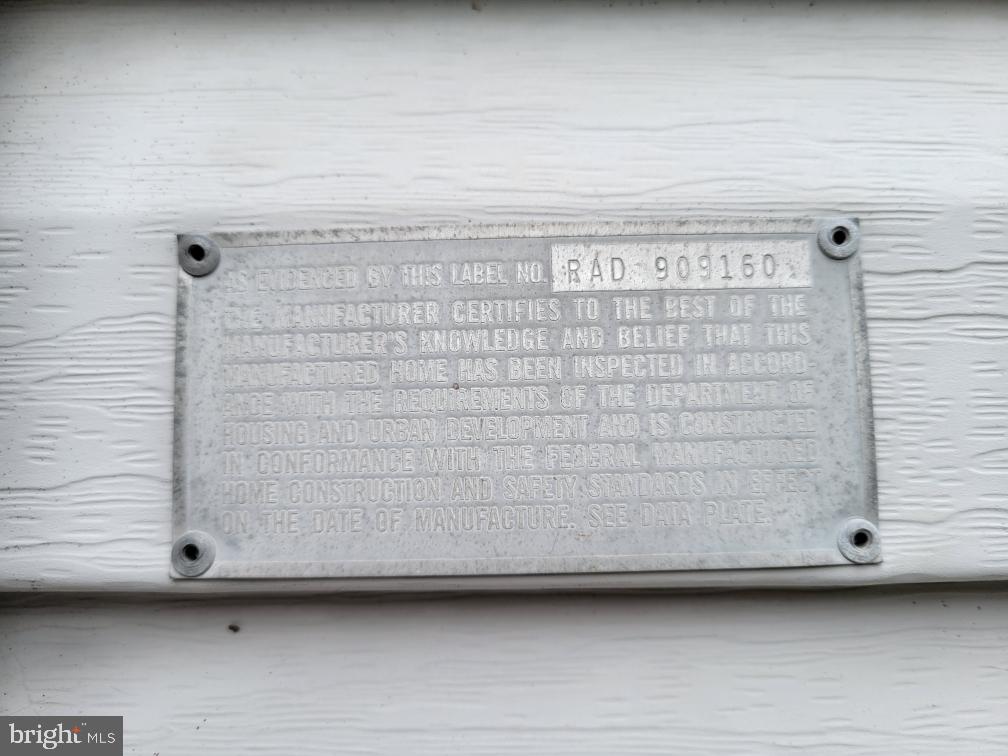 AS EVIDENCED BY THIS LABEL NO. RAD 909160
THE MANUFACTURER CERTIFIES TO THE BEST OF THE
MANUFACTURER'S KNOWLEDGE AND BELIEF THAT THIS
MANUFACTURED HOME HAS BEEN INSPECTED IN ACCORD-
ANCE WITH THE REQUIREMENTS OF THE DEPARTMENT OF
HOUSING AND URBAN DEVELOPMENT AND IS CONSTRUCTED
IN CONFORMANCE WITH THE FEDERAL MANUFACTURED
HOME CONSTRUCTION AND SAFETY STANDARDS IN EFFECT
ON THE DATE OF MANUFACTURE. SEE DATA PLATE.
bright MLS